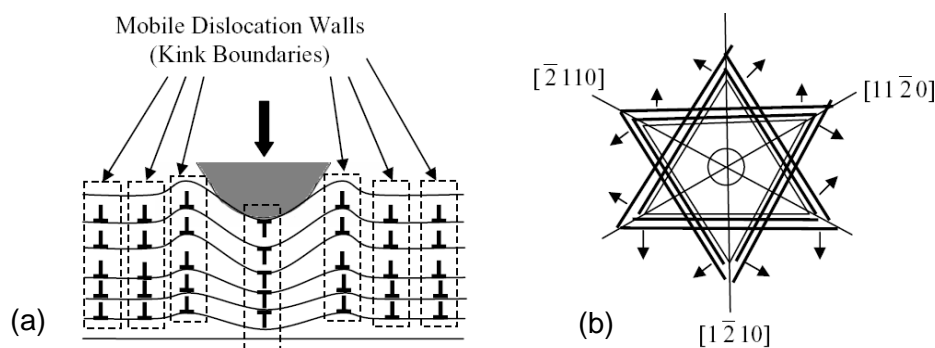 Mobile Dislocation Walls
(Kink Boundaries)
(a)
[2̅110]
[112̅0]
[12̅10]
(b)